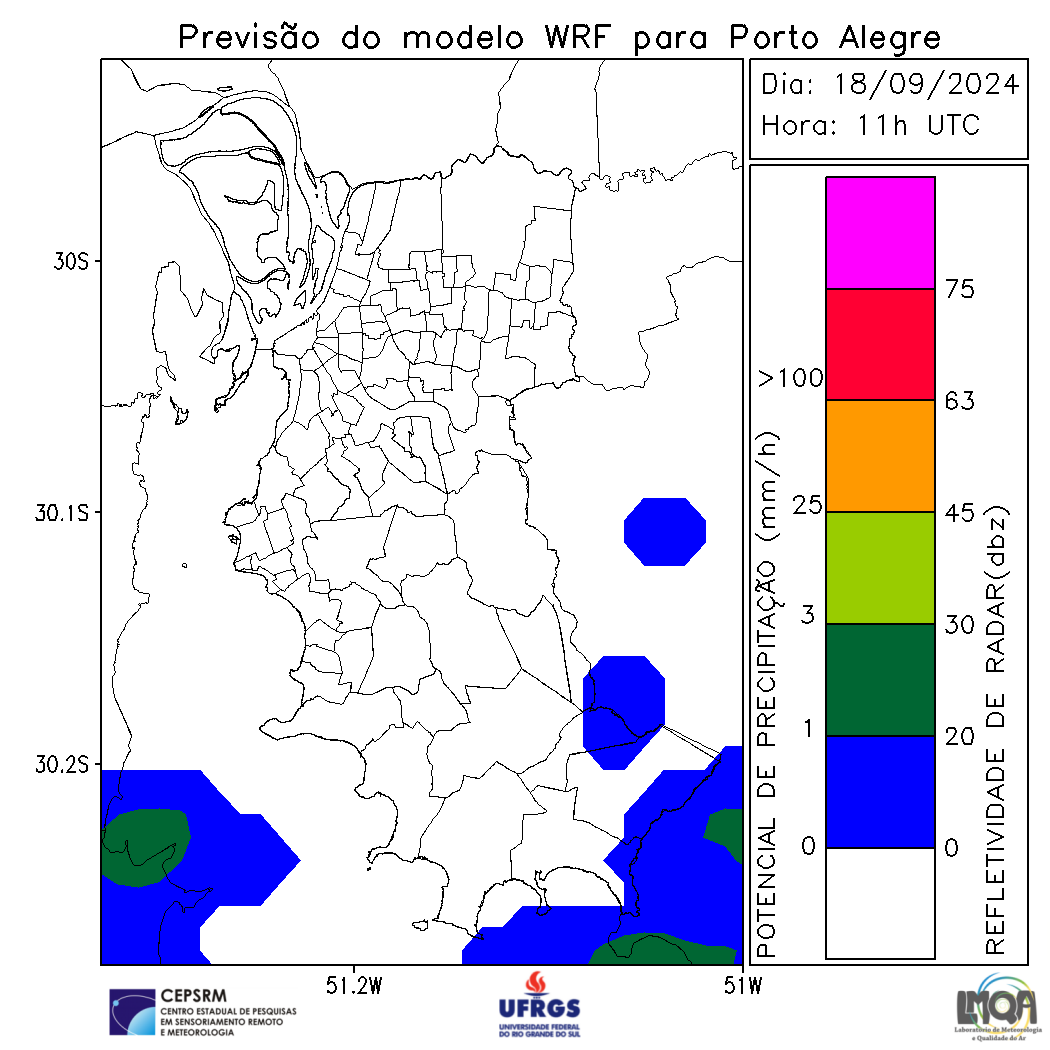 Previsão do modelo WRF para Porto Alegre
Dia: 18/09/2024
Hora: 11h UTC
30S
30.1S
30.2S
51.2W
51W
POTENCIAL DE PRECIPITAÇÃO (mm/h)
>100
25
3
1
0
75
63
45
30
20
0
REFLETIVIDADE DE RADAR(dbz)
CEPSRM
CENTRO ESTADUAL DE PESQUISAS
EM SENSORIAMENTO REMOTO
E METEOROLOGIA
UFRGS
UNIVERSIDADE FEDERAL
DO RIO GRANDE DO SUL
LMQA
Laboratório de Meteorologia
e Qualidade do Ar